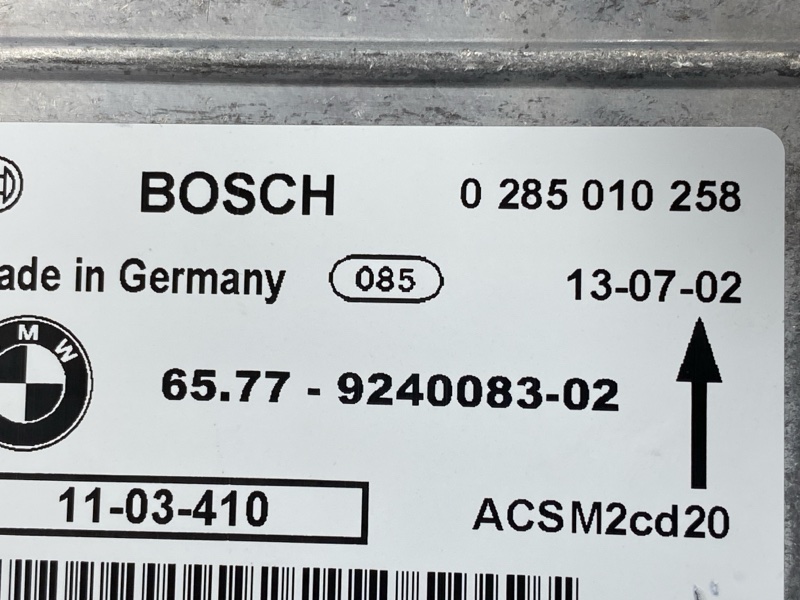 BOSCH 0 285 010 258
ade in Germany 085 13-07-02
M W
65.77 - 9240083-02
11-03-410 ACSM2cd20